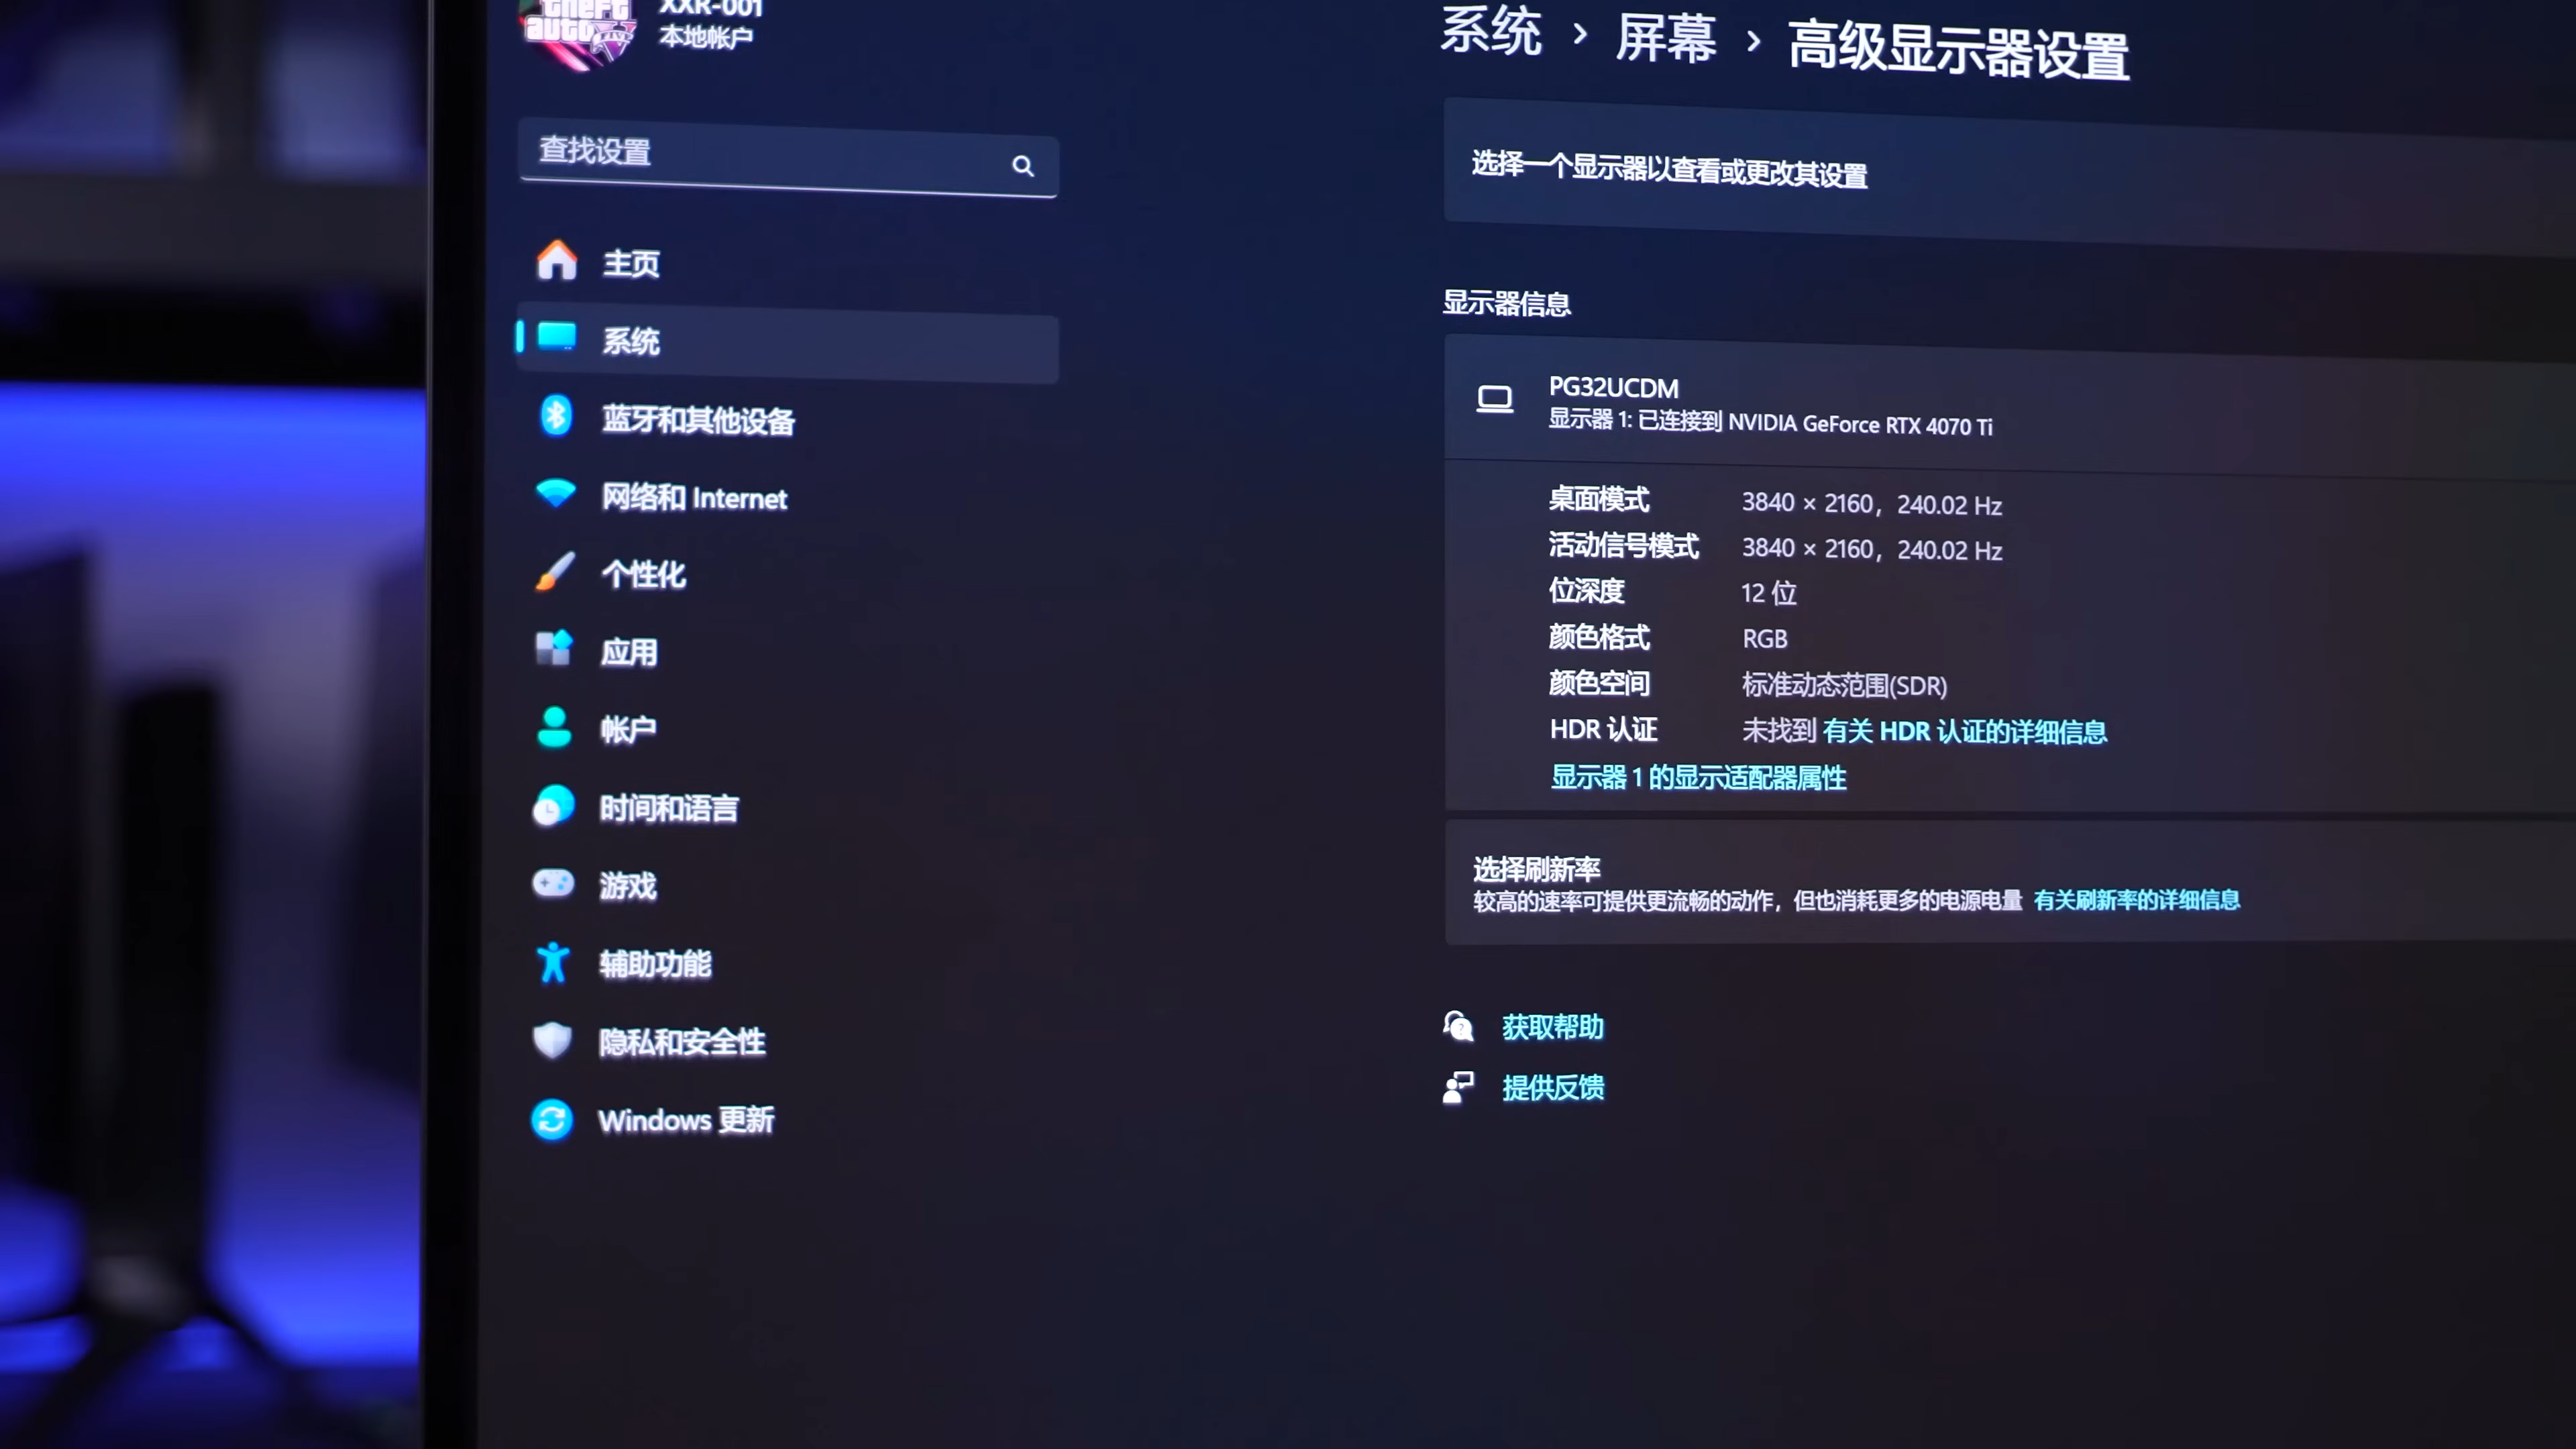 theft
auto V
FIVE
XXR-001
本地帐户
查找设置
主页
系统
蓝牙和其他设备
网络和 Internet
个性化
应用
帐户
时间和语言
游戏
辅助功能
隐私和安全性
Windows 更新
系统 › 屏幕 › 高级显示器设置
选择一个显示器以查看或更改其设置
显示器信息
PG32UCDM
显示器 1: 已连接到 NVIDIA GeForce RTX 4070 Ti
桌面模式 3840 × 2160，240.02 Hz
活动信号模式 3840 × 2160，240.02 Hz
位深度 12 位
颜色格式 RGB
颜色空间 标准动态范围(SDR)
HDR 认证 未找到 有关 HDR 认证的详细信息
显示器 1 的显示适配器属性
选择刷新率
较高的速率可提供更流畅的动作，但也消耗更多的电源电量 有关刷新率的详细信息
获取帮助
提供反馈